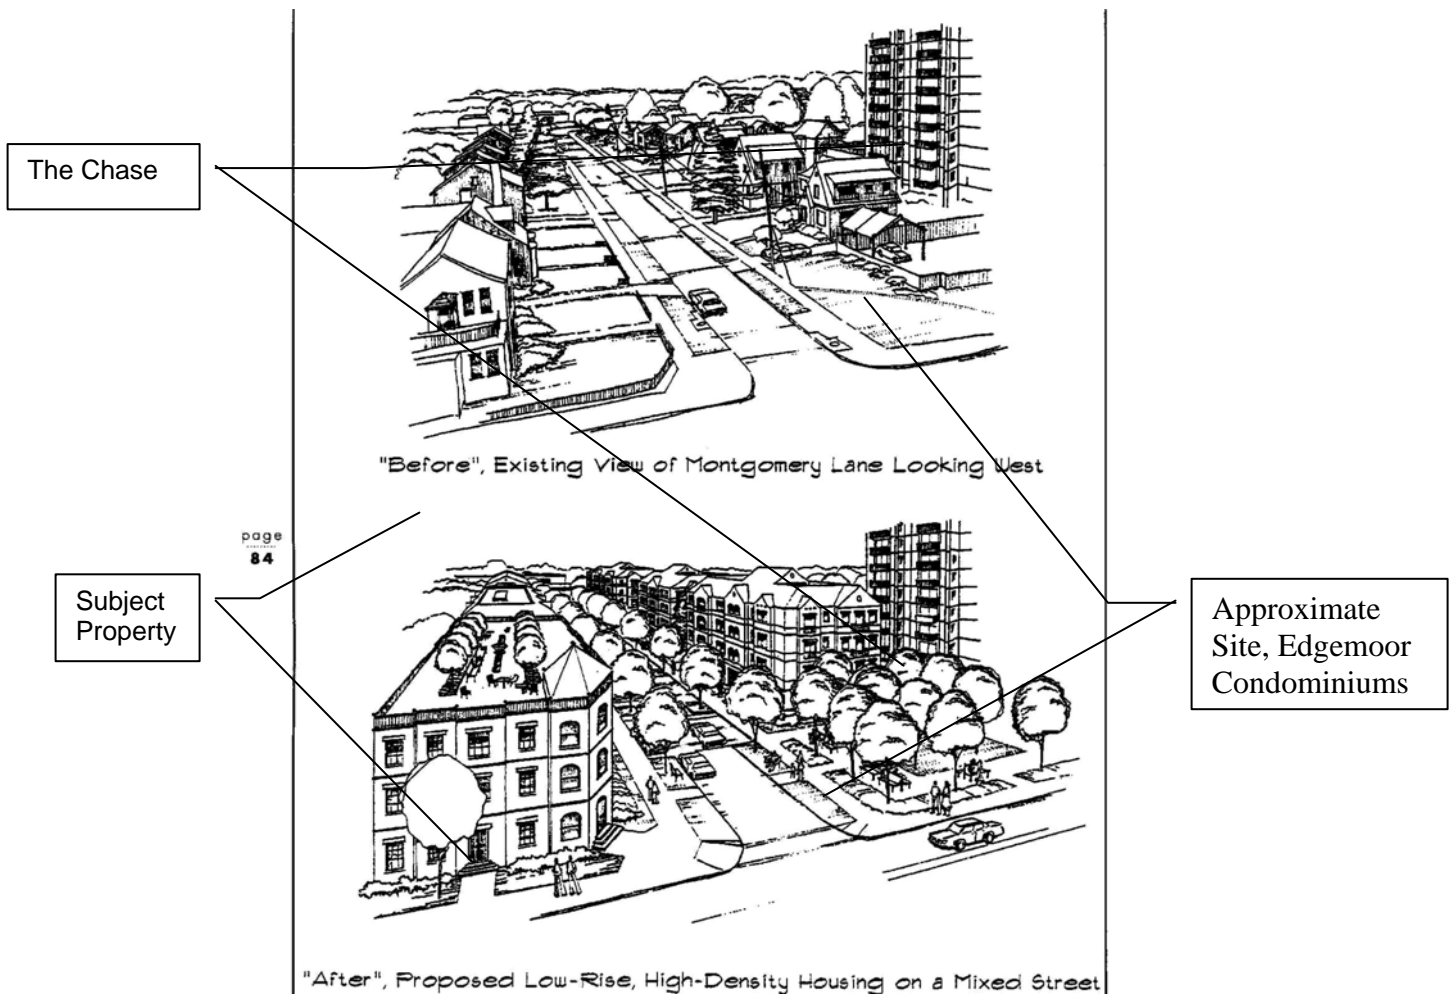 The Chase
"Before", Existing View of Montgomery Lane Looking West
page
84
Subject
Property
Approximate
Site, Edgemoor
Condominiums
"After", Proposed Low-Rise, High-Density Housing on a Mixed Street